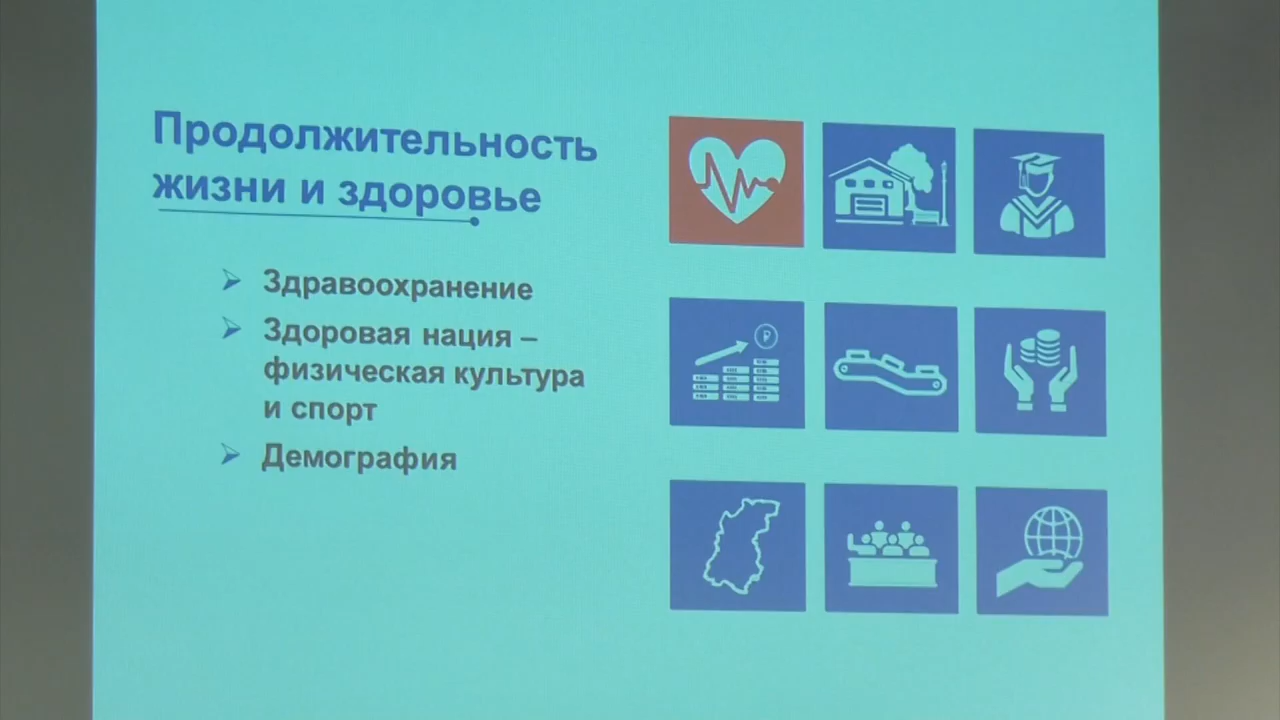 Продолжительность
жизни и здоровье
Здравоохранение
Здоровая нация –
физическая культура
и спорт
Демография